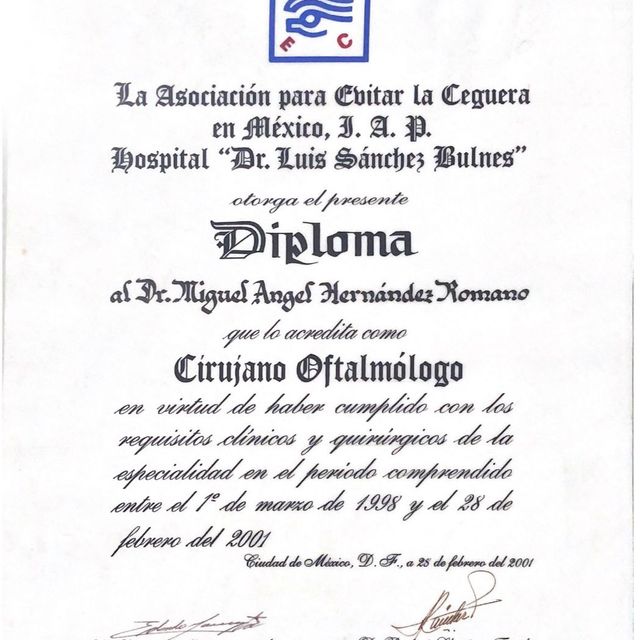 E C
La Asociación para Evitar la Ceguera
en México, I. A. P.
Hospital "Dr. Luis Sánchez Bulnes"
otorga el presente
Diploma
al Dr. Miguel Angel Hernández Romano
que lo acredita como
Cirujano Oftalmólogo
en virtud de haber cumplido con los
requisitos clínicos y quirúrgicos de la
especialidad en el periodo comprendido
entre el 1º de marzo de 1998 y el 28 de
febrero del 2001
Ciudad de México, D. F., a 28 de febrero del 2001